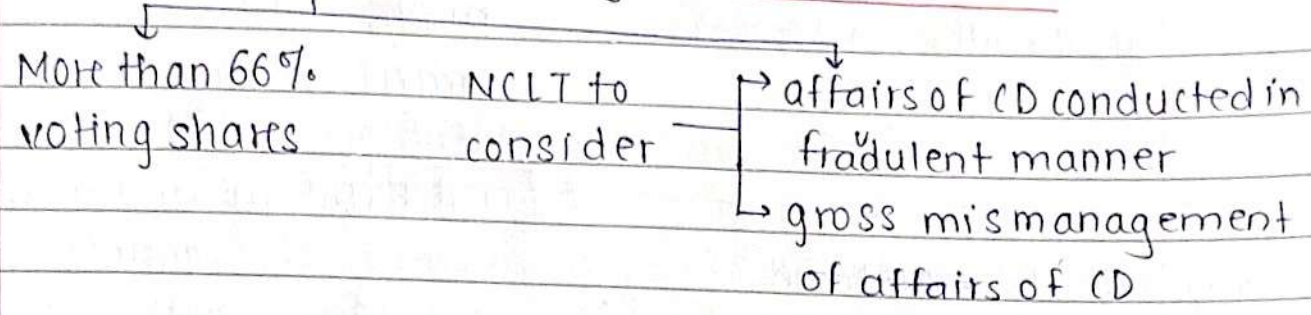 More than 66%
voting shares
NCLT to
consider
→ affairs of CD conducted in
fraudulent manner
→ gross mismanagement
of affairs of CD